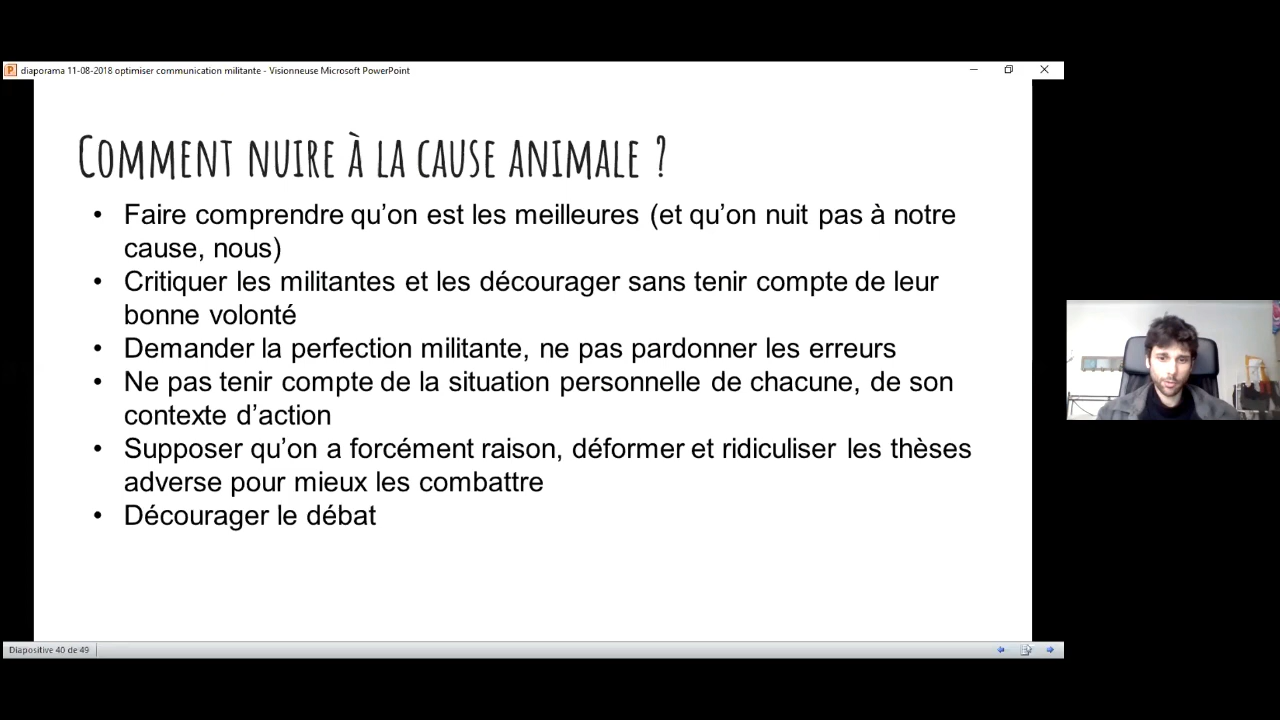 diaporama 11-08-2018 optimiser communication militante - Visionneuse Microsoft PowerPoint
COMMENT NUIRE À LA CAUSE ANIMALE ?
• Faire comprendre qu'on est les meilleures (et qu'on nuit pas à notre
cause, nous)
• Critiquer les militantes et les décourager sans tenir compte de leur
bonne volonté
• Demander la perfection militante, ne pas pardonner les erreurs
• Ne pas tenir compte de la situation personnelle de chacune, de son
contexte d'action
• Supposer qu'on a forcément raison, déformer et ridiculiser les thèses
adverse pour mieux les combattre
• Décourager le débat
Diapositive 40 de 49